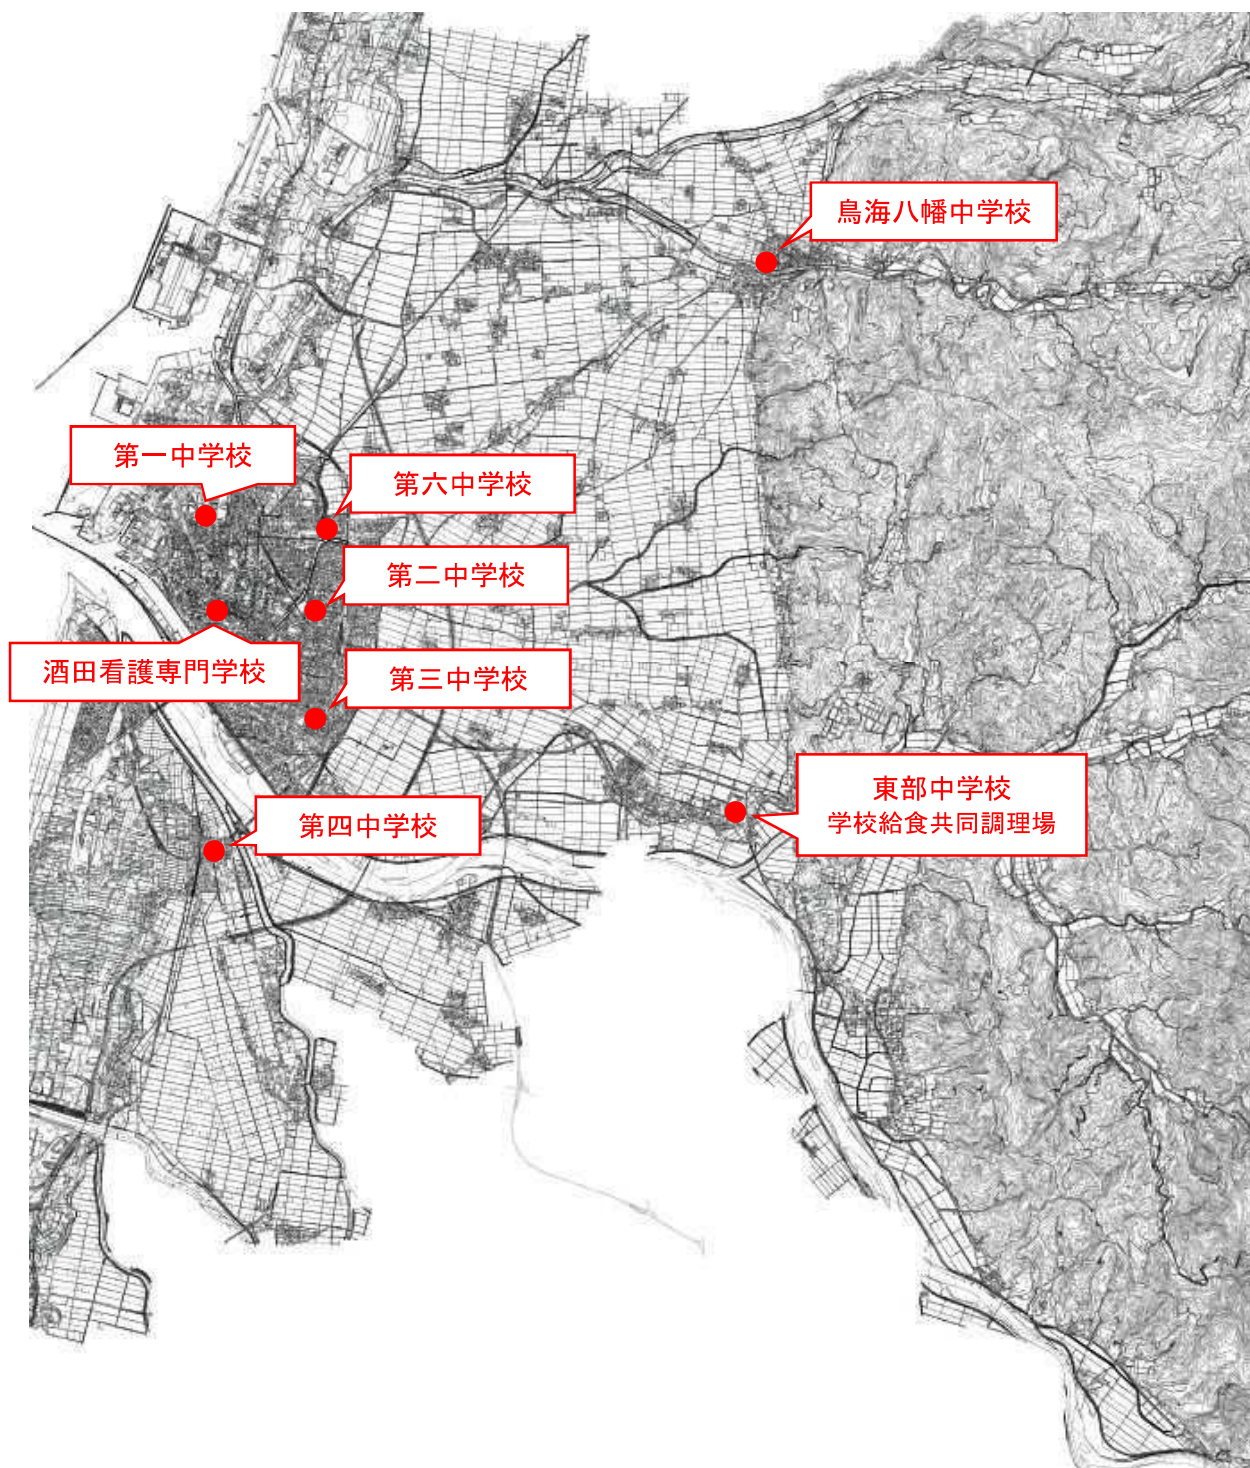 鳥海八幡中学校
第一中学校
第六中学校
第二中学校
酒田看護専門学校
第三中学校
東部中学校
学校給食共同調理場
第四中学校